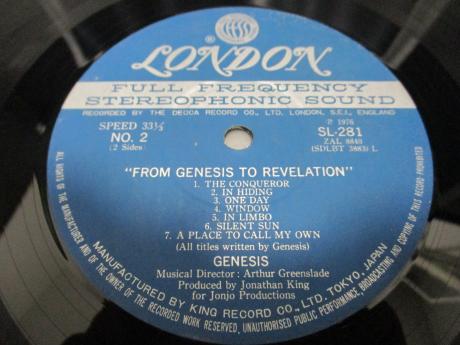 LONDON
FULL FREQUENCY
STEREOPHONIC SOUND
RECORDED BY THE DECCA RECORD CO., LTD. LONDON, S.E.I., ENGLAND
SPEED 33⅓
NO. 2
(2 Sides)
℗ 1976
SL-281
ZAL 8849
(SDLBT 3883) L
"FROM GENESIS TO REVELATION"
1. THE CONQUEROR
2. IN HIDING
3. ONE DAY
4. WINDOW
5. IN LIMBO
6. SILENT SUN
7. A PLACE TO CALL MY OWN
(All titles written by Genesis)
GENESIS
Musical Director : Arthur Greenslade
Produced by Jonathan King
for Jonjo Productions
MANUFACTURED BY KING RECORD CO., LTD. TOKYO, JAPAN
ALL RIGHTS OF THE MANUFACTURER AND OF THE OWNER OF THE RECORDED WORK RESERVED, UNAUTHORISED PUBLIC PERFORMANCE, BROADCASTING AND COPYING OF THIS RECORD PROHIBITED